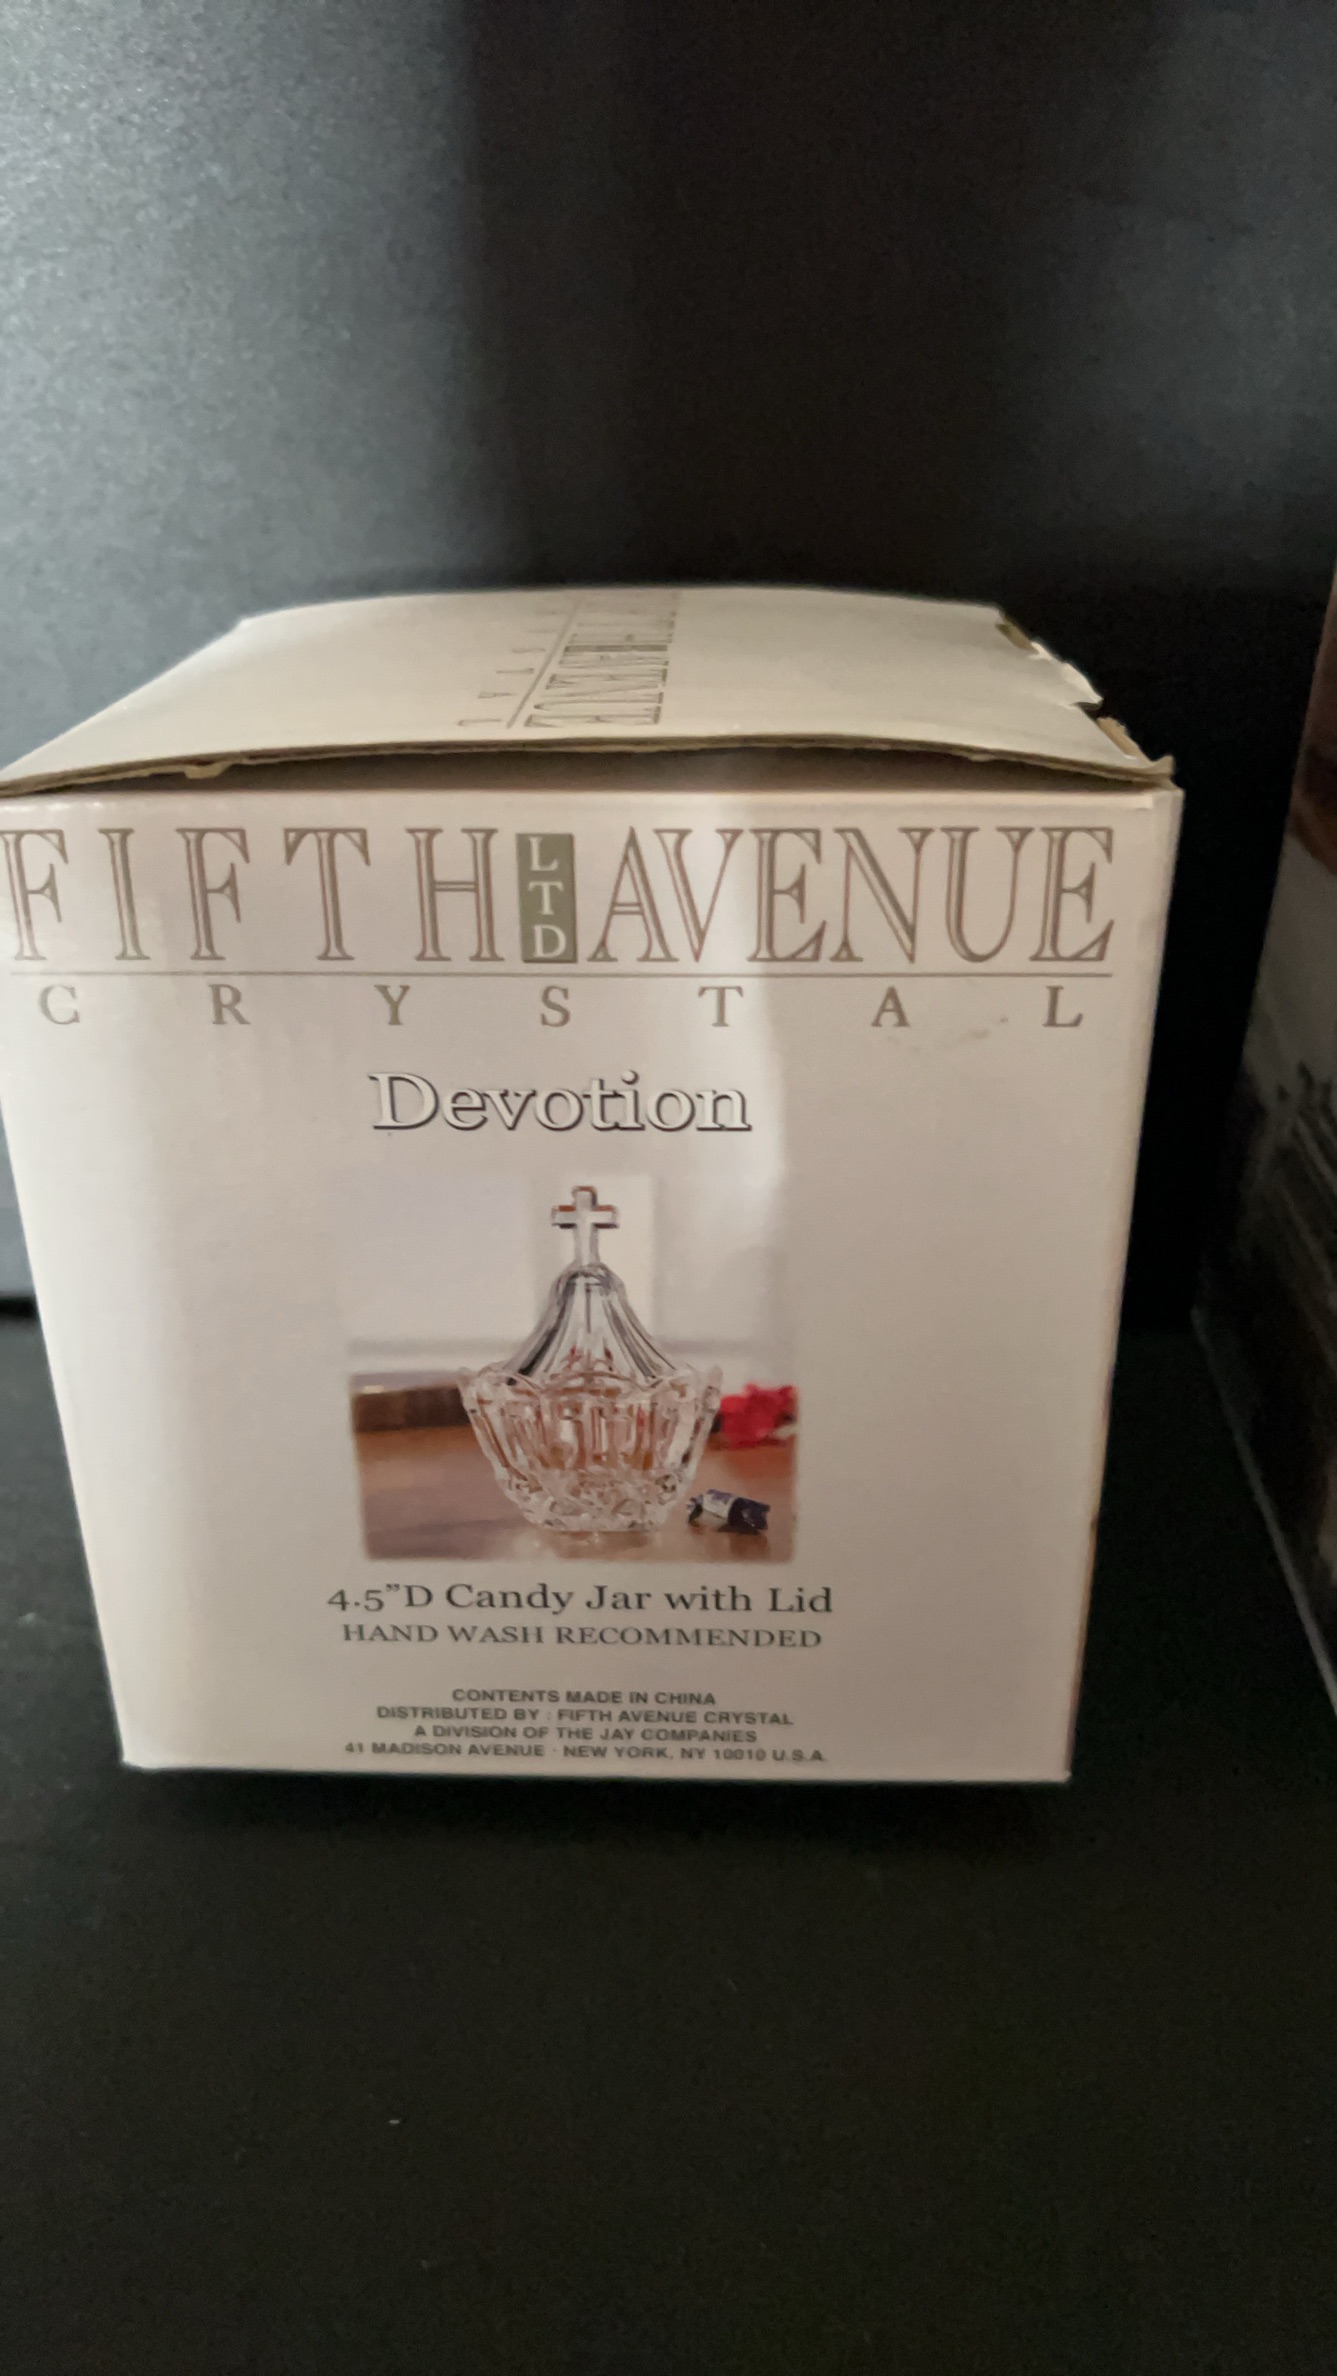 FIFTH LTD AVENUE
CRYSTAL
Devotion
4.5"D Candy Jar with Lid
HAND WASH RECOMMENDED
CONTENTS MADE IN CHINA
DISTRIBUTED BY : FIFTH AVENUE CRYSTAL
A DIVISION OF THE JAY COMPANIES
41 MADISON AVENUE · NEW YORK, NY 10010 U.S.A.